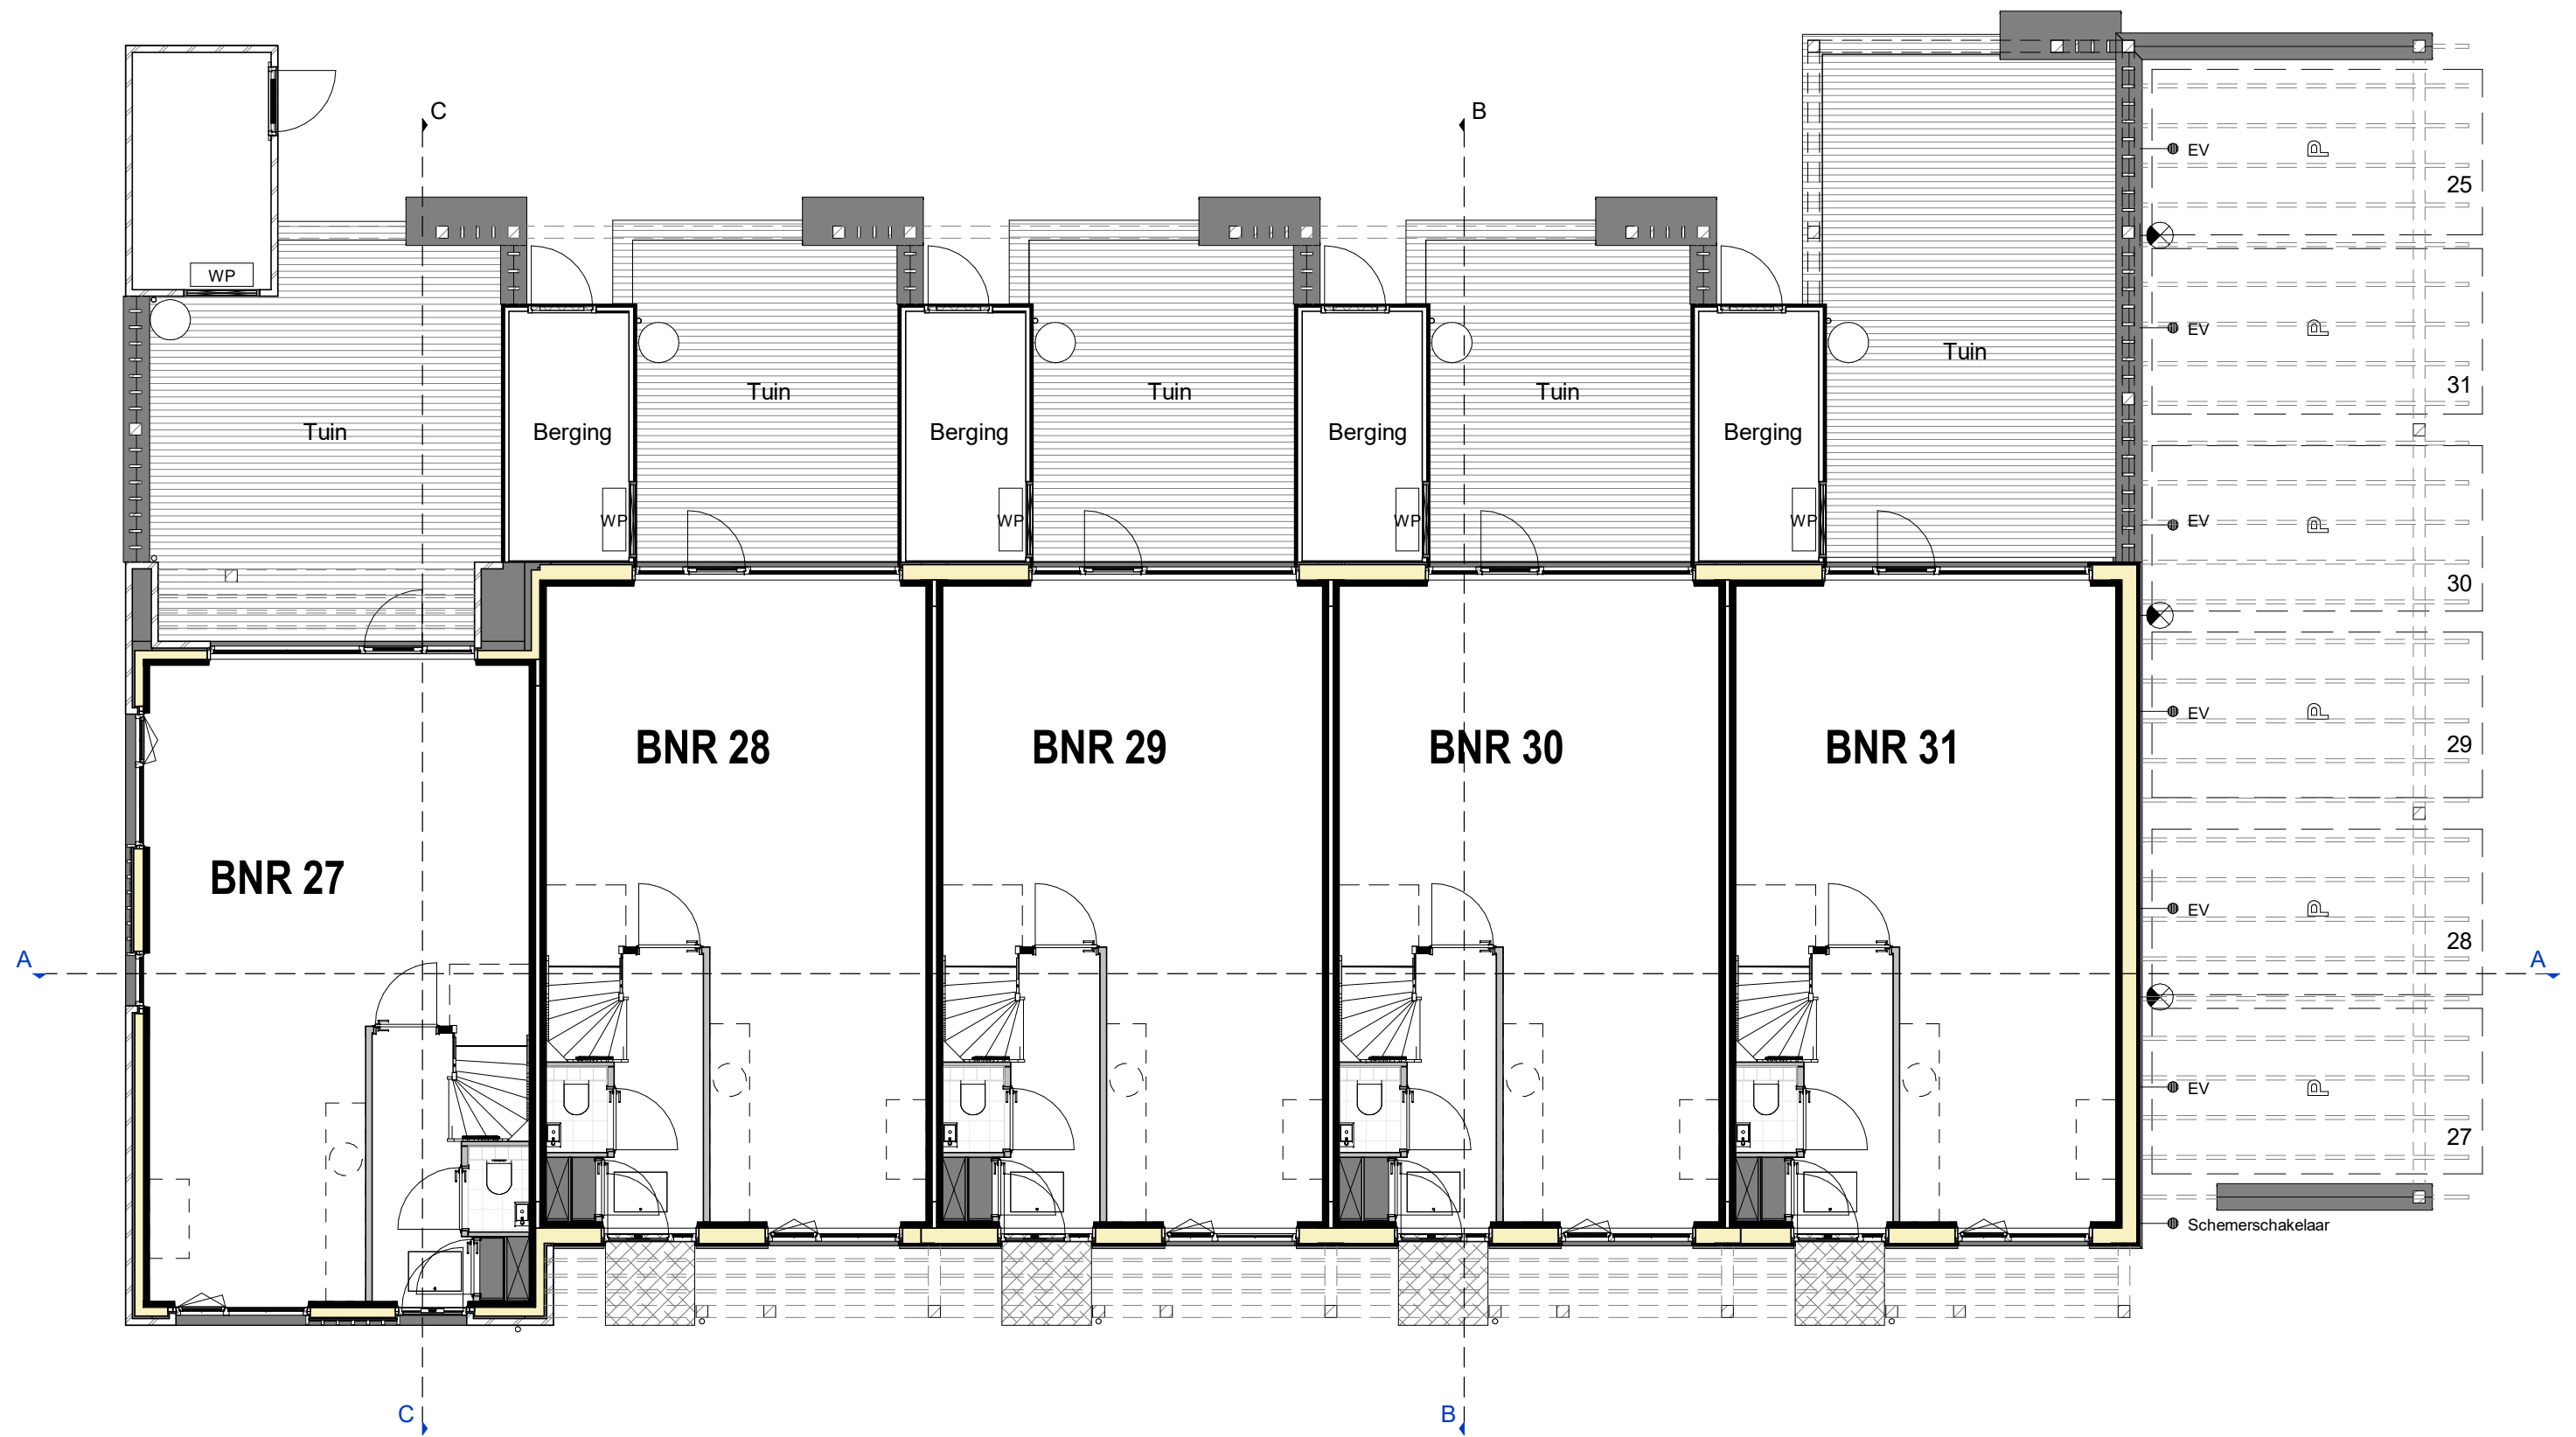 C
B
EV
P
25
WP
EV
P
31
Tuin
Tuin
Tuin
Tuin
Tuin
Berging
Berging
Berging
Berging
WP
WP
WP
WP
EV
P
30
EV
P
29
BNR 28
BNR 29
BNR 30
BNR 31
BNR 27
EV
P
28
A
A
EV
P
27
Schemerschakelaar
C
B